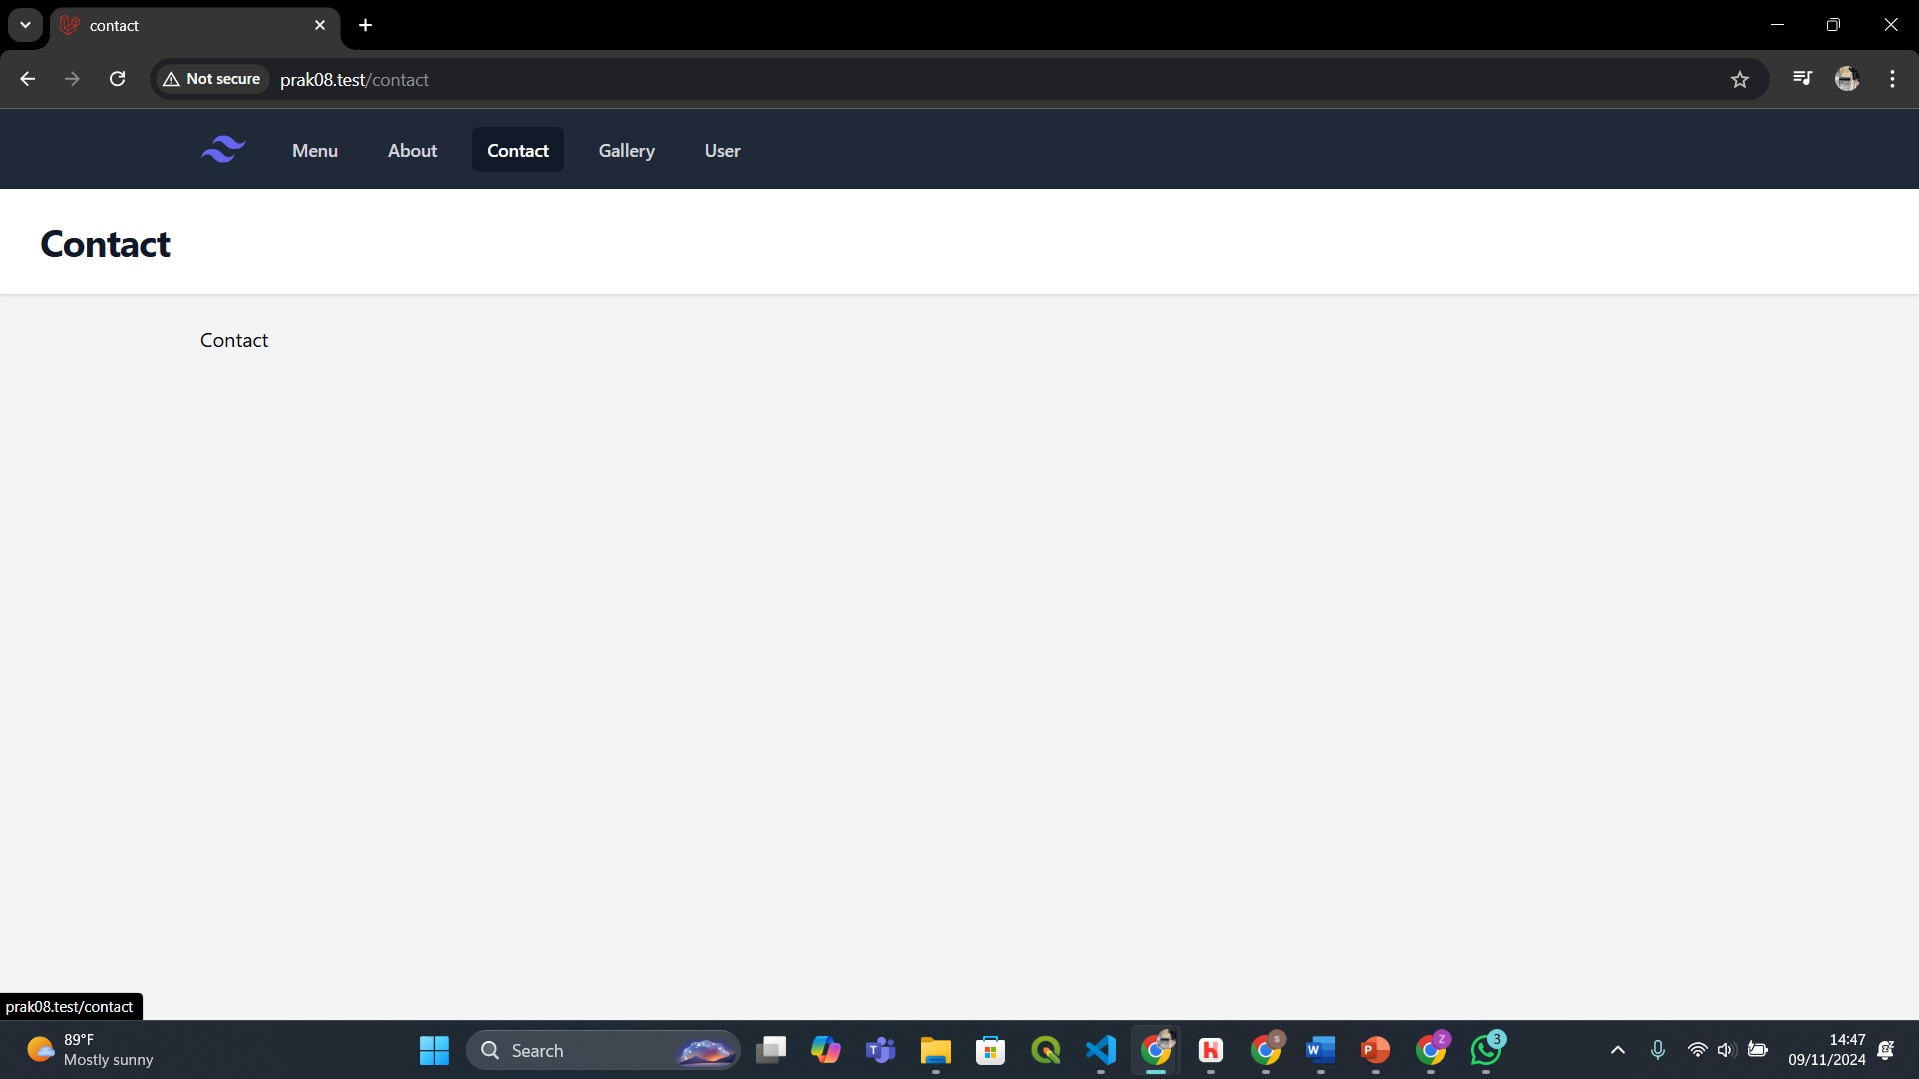 contact
Not secure
prak08.test/contact
Menu
About
Contact
Gallery
User
Contact
Contact
prak08.test/contact
89°F
Mostly sunny
Search
S
Z
3
14:47
09/11/2024